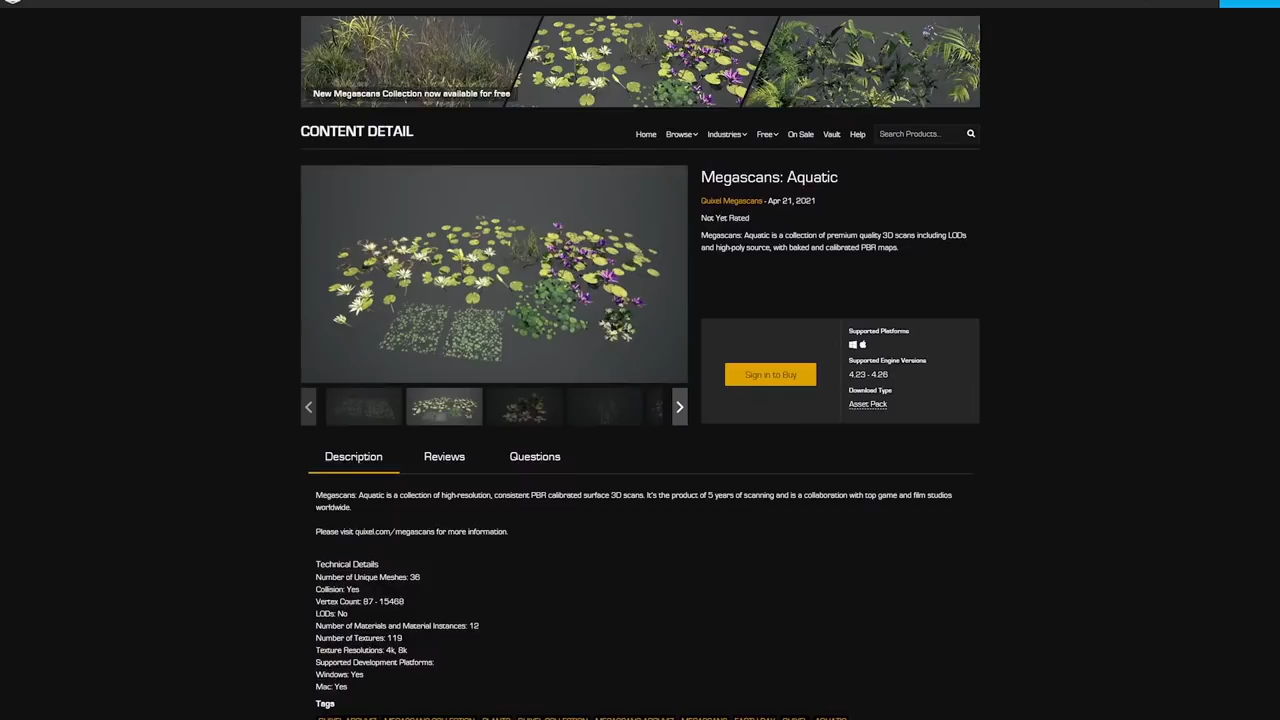 New Megascans Collection now available for free
CONTENT DETAIL
Home Browse Industries Free On Sale Vault Help Search Products...
Megascans: Aquatic
Quixel Megascans - Apr 21, 2021
Not Yet Rated
Megascans: Aquatic is a collection of premium quality 3D scans including LODs
and high-poly source, with baked and calibrated PBR maps.
Sign in to Buy
Supported Platforms
Supported Engine Versions
4.23 - 4.26
Download Type
Asset Pack
Description Reviews Questions
Megascans: Aquatic is a collection of high-resolution, consistent PBR calibrated surface 3D scans. It's the product of 5 years of scanning and is a collaboration with top game and film studios
worldwide.
Please visit quixel.com/megascans for more information.
Technical Details
Number of Unique Meshes: 36
Collision: Yes
Vertex Count: 87 - 15468
LODs: No
Number of Materials and Material Instances: 12
Number of Textures: 119
Texture Resolutions: 4k, 8k
Supported Development Platforms:
Windows: Yes
Mac: Yes
Tags